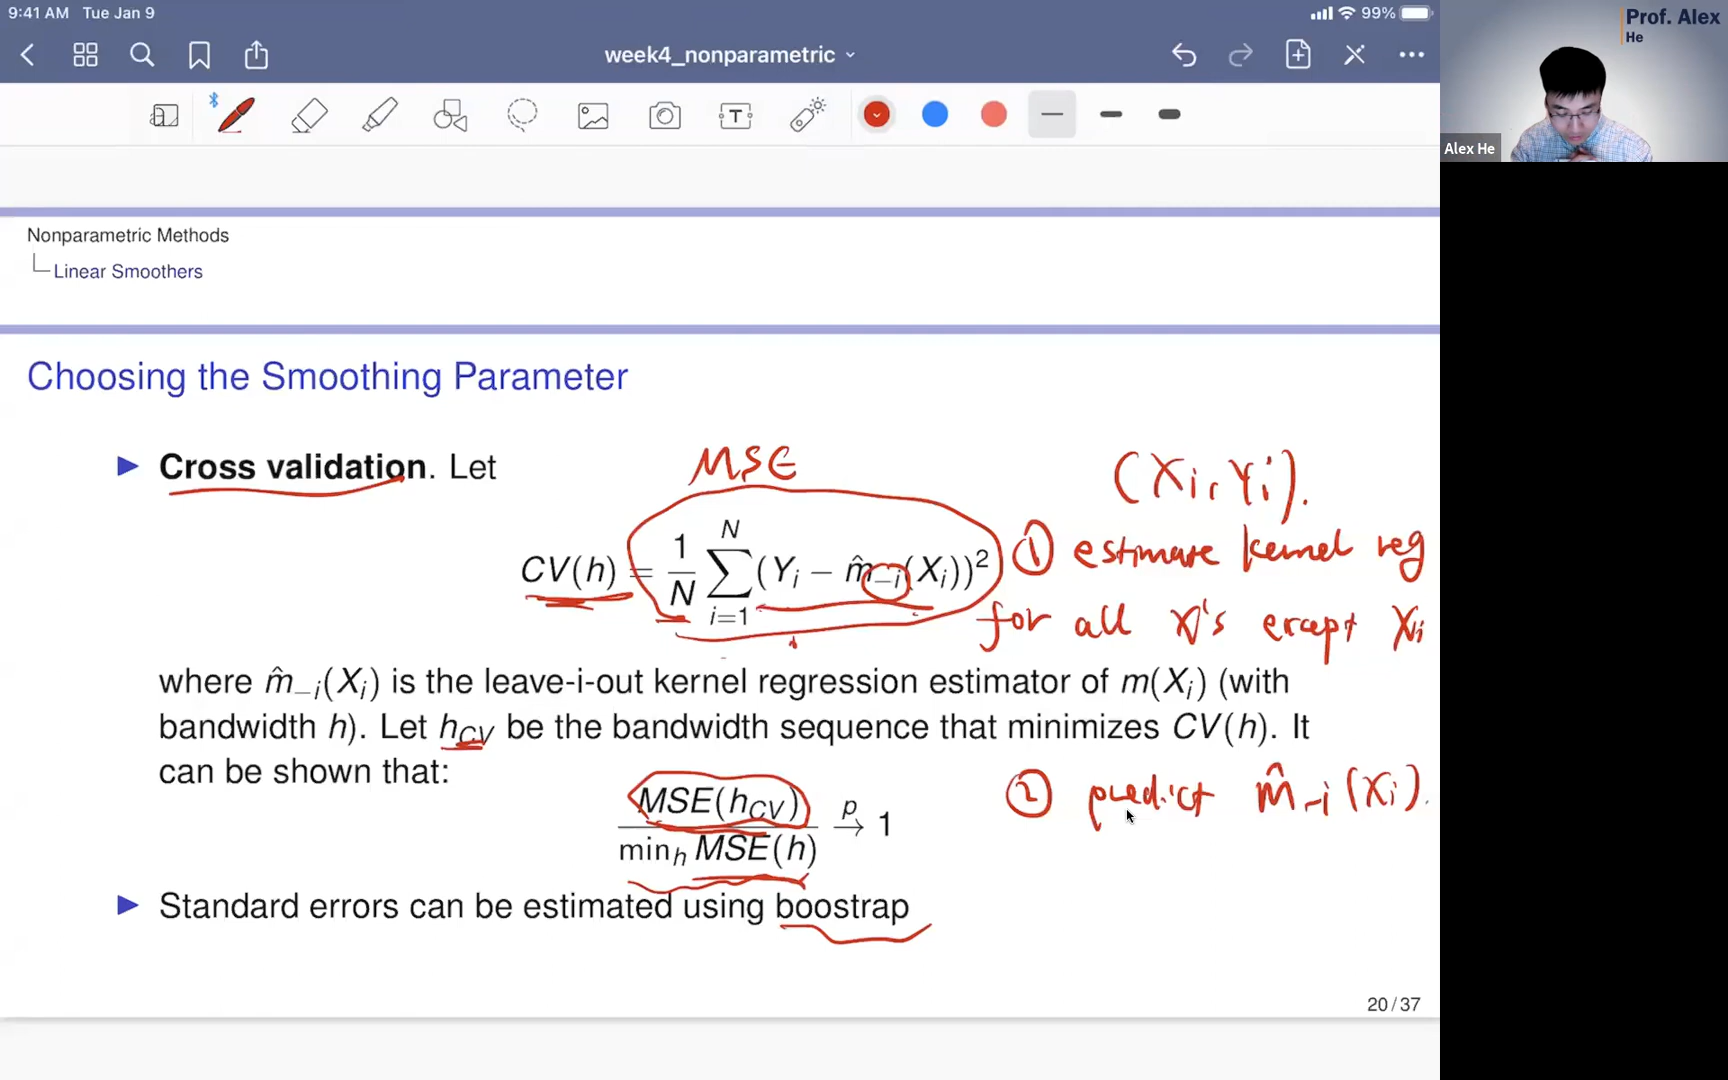 9:41 AM Tue Jan 9
99%
week4_nonparametric
Prof. Alex
He
Alex He
Nonparametric Methods
Linear Smoothers
Choosing the Smoothing Parameter
MSE
(Xi, Yi).
Cross validation. Let
CV(h) = 1/N ∑_{i=1}^{N} (Y_i − m̂_{−i}(X_i))²
① estimate kernel reg
for all X's except Xi
where m̂_{−i}(X_i) is the leave-i-out kernel regression estimator of m(X_i) (with
bandwidth h). Let h_{CV} be the bandwidth sequence that minimizes CV(h). It
can be shown that:
② predict m̂_{-i}(Xi).
MSE(h_{CV}) / min_h MSE(h) →^p 1
Standard errors can be estimated using boostrap
20/37